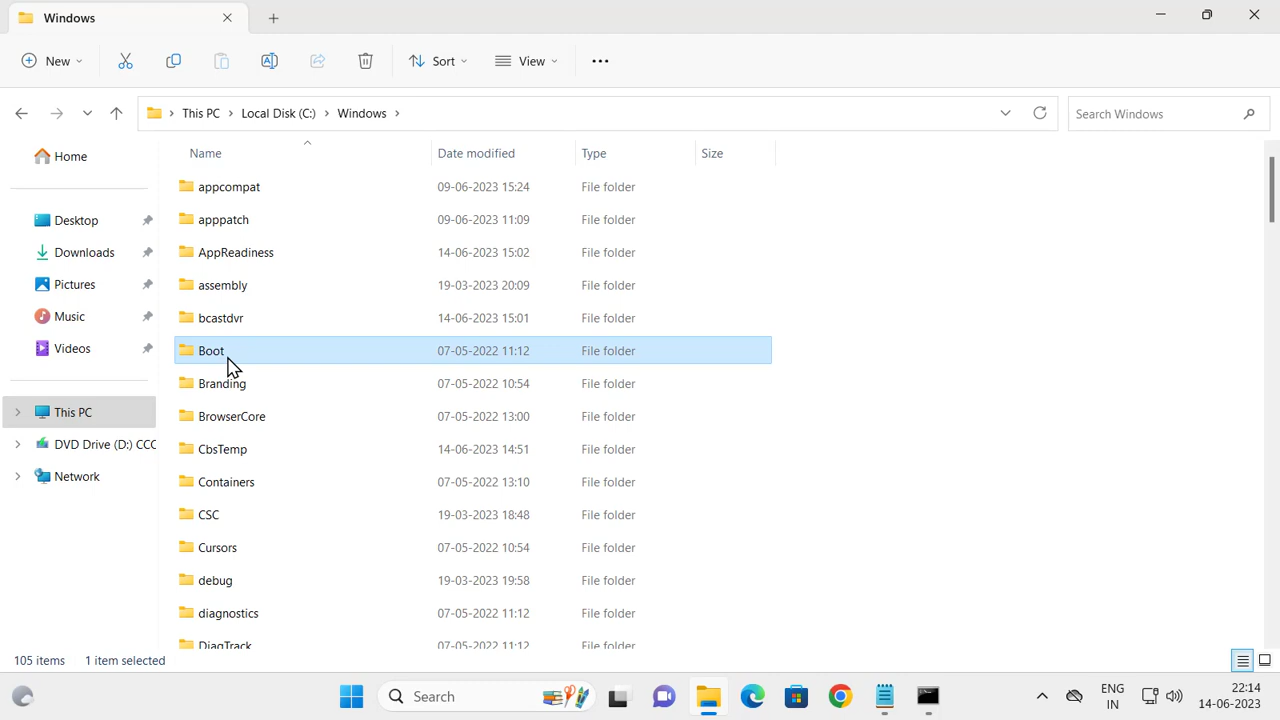 Windows
New Sort View
This PC Local Disk (C:) Windows Search Windows
Home
Desktop
Downloads
Pictures
Music
Videos
This PC
DVD Drive (D:) CCC
Network
Name Date modified Type Size
appcompat 09-06-2023 15:24 File folder
apppatch 09-06-2023 11:09 File folder
AppReadiness 14-06-2023 15:02 File folder
assembly 19-03-2023 20:09 File folder
bcastdvr 14-06-2023 15:01 File folder
Boot 07-05-2022 11:12 File folder
Branding 07-05-2022 10:54 File folder
BrowserCore 07-05-2022 13:00 File folder
CbsTemp 14-06-2023 14:51 File folder
Containers 07-05-2022 13:10 File folder
CSC 19-03-2023 18:48 File folder
Cursors 07-05-2022 10:54 File folder
debug 19-03-2023 19:58 File folder
diagnostics 07-05-2022 11:12 File folder
DiagTrack 07-05-2022 11:12 File folder
105 items 1 item selected
Search
ENG
IN
22:14
14-06-2023